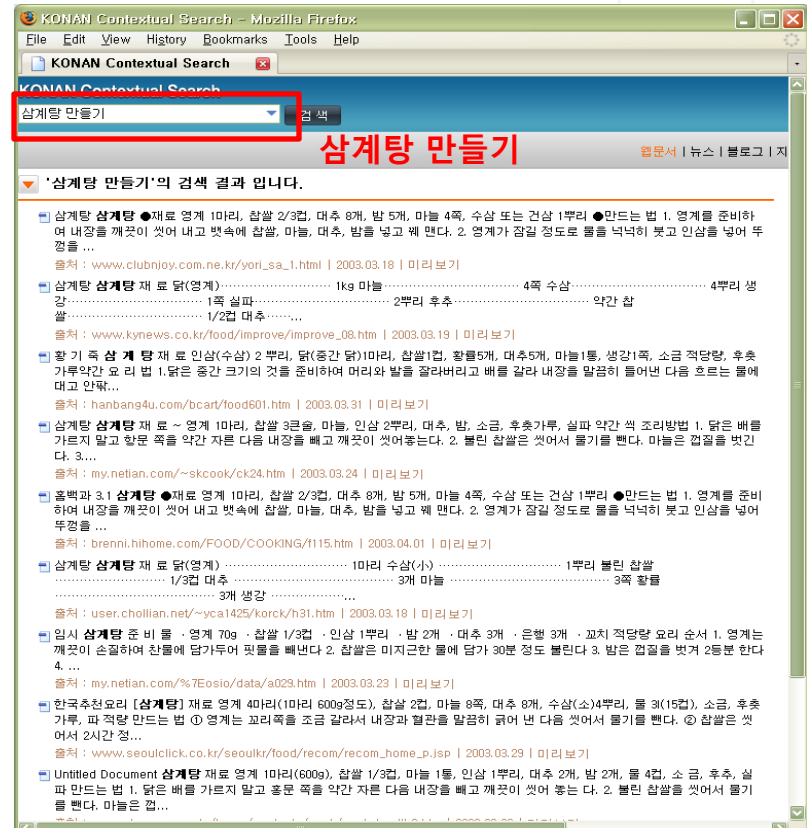 KONAN Contextual Search - Mozilla Firefox
File Edit View History Bookmarks Tools Help
KONAN Contextual Search
KONAN Contextual Search
삼계탕 만들기 검색
삼계탕 만들기
웹문서 | 뉴스 | 블로그 | 지
'삼계탕 만들기'의 검색 결과 입니다.
삼계탕 삼계탕 ●재료 영계 1마리, 찹쌀 2/3컵, 대추 8개, 밤 5개, 마늘 4쪽, 수삼 또는 건삼 1뿌리 ●만드는 법 1. 영계를 준비하
여 내장을 깨끗이 씻어 내고 뱃속에 찹쌀, 마늘, 대추, 밤을 넣고 꿰 맨다. 2. 영계가 잠길 정도로 물을 넉넉히 붓고 인삼을 넣어 뚜
껑을 ...
출처 : www.clubnjoy.com.ne.kr/yori_sa_1.html | 2003.03.18 | 미리보기
삼계탕 삼계탕 재 료 닭(영계)································ 1kg 마늘································ 4쪽 수삼································ 4뿌리 생
강································ 1쪽 실파································ 2뿌리 후추································ 약간 찹
쌀································ 1/2컵 대추······...
출처 : www.kynews.co.kr/food/improve/improve_08.htm | 2003.03.19 | 미리보기
황 기 죽 삼 계 탕 재 료 인삼(수삼) 2 뿌리, 닭(중간 닭)1마리, 찹쌀1컵, 황률5개, 대추5개, 마늘1통, 생강1쪽, 소금 적당량, 후춧
가루약간 요 리 법 1.닭은 중간 크기의 것을 준비하여 머리와 발을 잘라버리고 배를 갈라 내장을 말끔히 들어낸 다음 흐르는 물에
대고 안팎...
출처 : hanbang4u.com/bcart/food601.htm | 2003.03.31 | 미리보기
삼계탕 삼계탕 재 료 ~ 영계 1마리, 찹쌀 3큰술, 마늘, 인삼 2뿌리, 대추, 밤, 소금, 후춧가루, 실파 약간 씩 조리방법 1. 닭은 배를
가르지 말고 항문 쪽을 약간 자른 다음 내장을 빼고 깨끗이 씻어놓는다. 2. 불린 찹쌀은 씻어서 물기를 뺀다. 마늘은 껍질을 벗긴
다. 3....
출처 : my.netian.com/~skcook/ck24.htm | 2003.03.24 | 미리보기
홈백과 3.1 삼계탕 ●재료 영계 1마리, 찹쌀 2/3컵, 대추 8개, 밤 5개, 마늘 4쪽, 수삼 또는 건삼 1뿌리 ●만드는 법 1. 영계를 준비
하여 내장을 깨끗이 씻어 내고 뱃속에 찹쌀, 마늘, 대추, 밤을 넣고 꿰 맨다. 2. 영계가 잠길 정도로 물을 넉넉히 붓고 인삼을 넣어
뚜껑을 ...
출처 : brenni.hihome.com/FOOD/COOKING/f115.htm | 2003.04.01 | 미리보기
삼계탕 삼계탕 재 료 닭(영계) ································ 1마리 수삼(小) ································ 1뿌리 불린 찹쌀
································ 1/3컵 대추 ································ 3개 마늘 ································ 3쪽 황률
································ 3개 생강 ················...
출처 : user.chollian.net/~yca1425/korck/h31.htm | 2003.03.18 | 미리보기
임시 삼계탕 준 비 물 ·영계 70g ·찹쌀 1/3컵 ·인삼 1뿌리 ·밤 2개 ·대추 3개 ·은행 3개 ·꼬치 적당량 요리 순서 1. 영계는
깨끗이 손질하여 찬물에 담가두어 핏물을 빼낸다 2. 찹쌀은 미지근한 물에 담가 30분 정도 불린다 3. 밤은 껍질을 벗겨 2등분 한다
4. ...
출처 : my.netian.com/%7Eosio/data/a029.htm | 2003.03.23 | 미리보기
한국추천요리 [삼계탕] 재료 영계 4마리(1마리 600g정도), 찹살 2컵, 마늘 8쪽, 대추 8개, 수삼(소)4뿌리, 물 3l(15컵), 소금, 후춧
가루, 파 적량 만드는 법 ① 영계는 꼬리쪽을 조금 갈라서 내장과 혈관을 말끔히 긁어 낸 다음 씻어서 물기를 뺀다. ② 찹쌀은 씻
어서 2시간 정...
출처 : www.seoulclick.co.kr/seoulkr/food/recom/recom_home_p.jsp | 2003.03.29 | 미리보기
Untitled Document 삼계탕 재료 영계 1마리(600g), 찹쌀 1/3컵, 마늘 1통, 인삼 1뿌리, 대추 2개, 밤 2개, 물 4컵, 소 금, 후추, 실
파 만드는 법 1. 닭은 배를 가르지 말고 홍문 쪽을 약간 자른 다음 내장을 빼고 깨끗이 씻어 놓는 다. 2. 불린 찹쌀을 씻어서 물기
를 뺀다. 마늘은 껍...